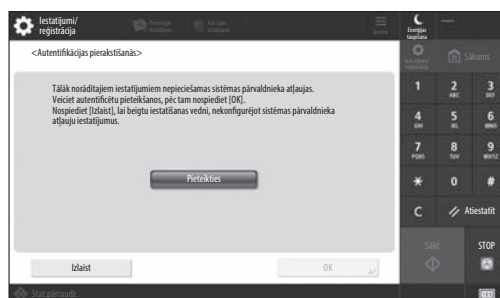 Iestatījumi/
reģistrācija
Enerģijas
taupīšana
<Autentifikācijas pierakstīšanās>
Sākums
Tālāk norādītajiem iestatījumiem nepieciešamas sistēmas pārvaldnieka atļaujas.
Veiciet autentificētu pieteikšanos, pēc tam nospiediet [OK].
Nospiediet [Izlaist], lai beigtu iestatīšanas vedni, nekonfigurējot sistēmas pārvaldnieka
atļauju iestatījumus.
Pieteikties
1 2 3
ABC DEF
4 5 6
GHI JKL MNO
7 8 9
PQRS TUV WXYZ
* 0 #
C Atiestatīt
Sākt STOP
Izlaist OK
Stat.pārraudz.